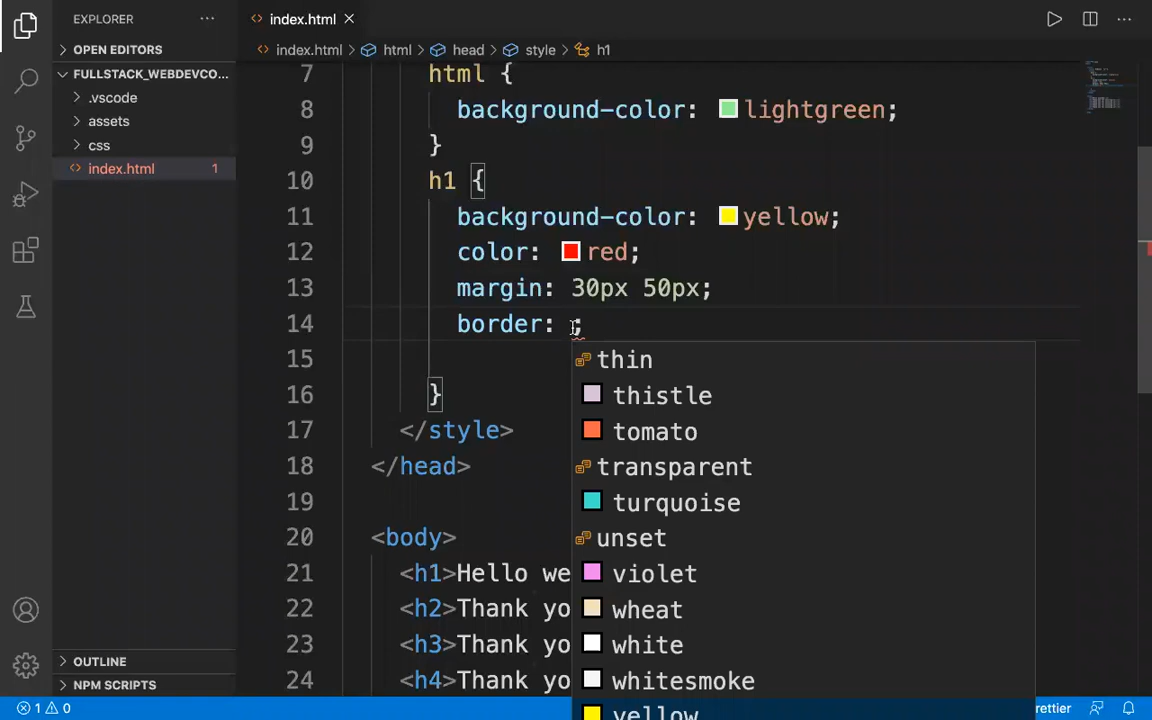 EXPLORER ···
index.html ×
···
OPEN EDITORS
index.html > html > head > style > h1
FULLSTACK_WEBDEVCO...
.vscode
assets
css
index.html 1
7 html {
8 background-color: lightgreen;
9 }
10 h1 {
11 background-color: yellow;
12 color: red;
13 margin: 30px 50px;
14 border: ;
15
16 }
17 </style>
18 </head>
19
20 <body>
21 <h1>Hello we
22 <h2>Thank yo
23 <h3>Thank yo
24 <h4>Thank yo
thin
thistle
tomato
transparent
turquoise
unset
violet
wheat
white
whitesmoke
yellow
OUTLINE
NPM SCRIPTS
1 0
rettier